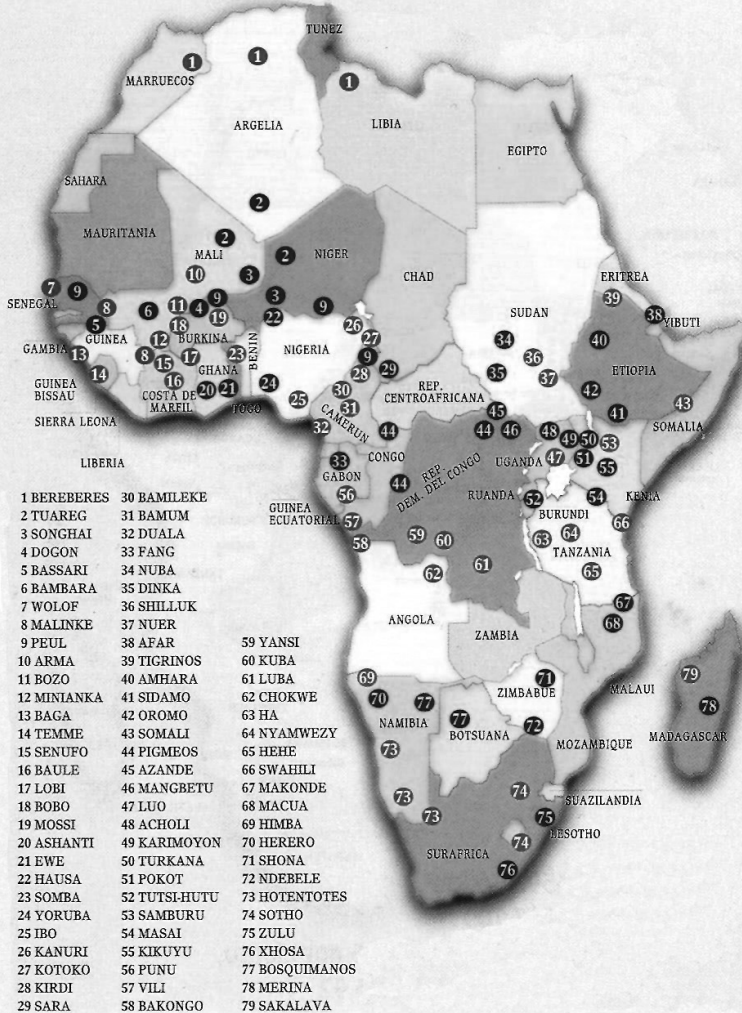 TUNEZ
MARRUECOS
ARGELIA
LIBIA
EGIPTO
SAHARA
MAURITANIA
MALI
NIGER
CHAD
SUDAN
ERITREA
YIBUTI
SENEGAL
GUINEA
BURKINA
BENIN
NIGERIA
ETIOPIA
GAMBIA
GHANA
GUINEA
BISSAU
COSTA DE
MARFIL
TOGO
REP.
CENTROAFRICANA
SOMALIA
SIERRA LEONA
CAMERUN
LIBERIA
CONGO
GABON
REP.
DEM. DEL CONGO
UGANDA
KENIA
RUANDA
GUINEA
ECUATORIAL
BURUNDI
TANZANIA
ANGOLA
ZAMBIA
MALAUI
ZIMBABUE
NAMIBIA
BOTSUANA
MOZAMBIQUE
MADAGASCAR
SUAZILANDIA
LESOTHO
SURAFRICA
1 BEREBERES
2 TUAREG
3 SONGHAI
4 DOGON
5 BASSARI
6 BAMBARA
7 WOLOF
8 MALINKE
9 PEUL
10 ARMA
11 BOZO
12 MINIANKA
13 BAGA
14 TEMME
15 SENUFO
16 BAULE
17 LOBI
18 BOBO
19 MOSSI
20 ASHANTI
21 EWE
22 HAUSA
23 SOMBA
24 YORUBA
25 IBO
26 KANURI
27 KOTOKO
28 KIRDI
29 SARA
30 BAMILEKE
31 BAMUM
32 DUALA
33 FANG
34 NUBA
35 DINKA
36 SHILLUK
37 NUER
38 AFAR
39 TIGRINOS
40 AMHARA
41 SIDAMO
42 OROMO
43 SOMALI
44 PIGMEOS
45 AZANDE
46 MANGBETU
47 LUO
48 ACHOLI
49 KARIMOYON
50 TURKANA
51 POKOT
52 TUTSI-HUTU
53 SAMBURU
54 MASAI
55 KIKUYU
56 PUNU
57 VILI
58 BAKONGO
59 YANSI
60 KUBA
61 LUBA
62 CHOKWE
63 HA
64 NYAMWEZY
65 HEHE
66 SWAHILI
67 MAKONDE
68 MACUA
69 HIMBA
70 HERERO
71 SHONA
72 NDEBELE
73 HOTENTOTES
74 SOTHO
75 ZULU
76 XHOSA
77 BOSQUIMANOS
78 MERINA
79 SAKALAVA